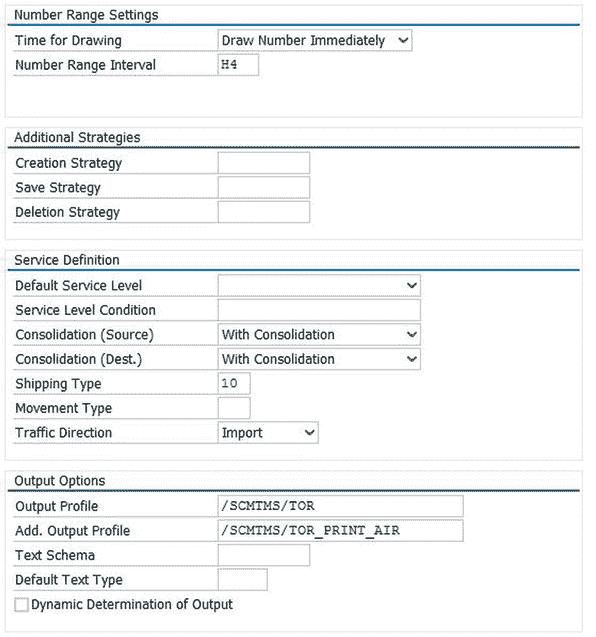 Number Range Settings
Time for Drawing Draw Number Immediately
Number Range Interval H4
Additional Strategies
Creation Strategy
Save Strategy
Deletion Strategy
Service Definition
Default Service Level
Service Level Condition
Consolidation (Source) With Consolidation
Consolidation (Dest.) With Consolidation
Shipping Type 10
Movement Type
Traffic Direction Import
Output Options
Output Profile /SCMTMS/TOR
Add. Output Profile /SCMTMS/TOR_PRINT_AIR
Text Schema
Default Text Type
Dynamic Determination of Output